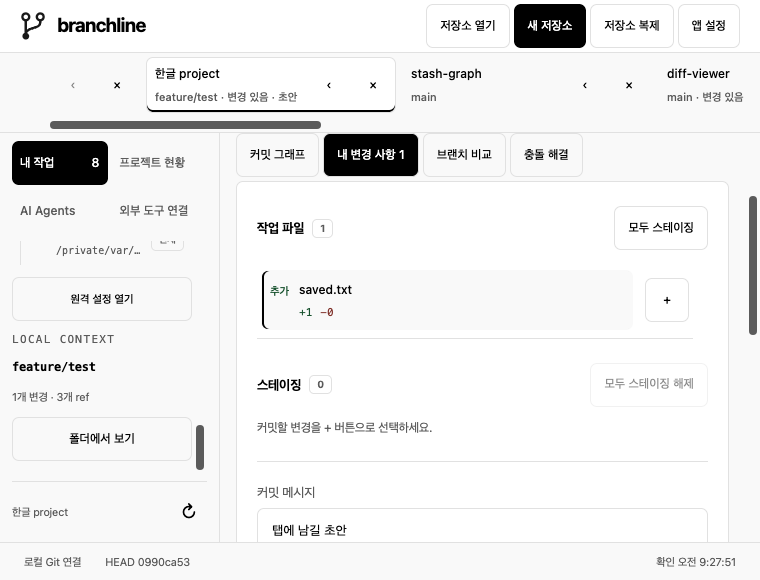 branchline
저장소 열기
새 저장소
저장소 복제
앱 설정
한글 project
feature/test · 변경 있음 · 초안
stash-graph
main
diff-viewer
main · 변경 있음
내 작업 8
프로젝트 현황
AI Agents
외부 도구 연결
/private/var/…
원격 설정 열기
LOCAL CONTEXT
feature/test
1개 변경 · 3개 ref
폴더에서 보기
한글 project
커밋 그래프
내 변경 사항 1
브랜치 비교
충돌 해결
작업 파일 1
모두 스테이징
추가 saved.txt
+1 −0
+
스테이징 0
모두 스테이징 해제
커밋할 변경을 + 버튼으로 선택하세요.
커밋 메시지
탭에 남길 초안
로컬 Git 연결
HEAD 0990ca53
확인 오전 9:27:51